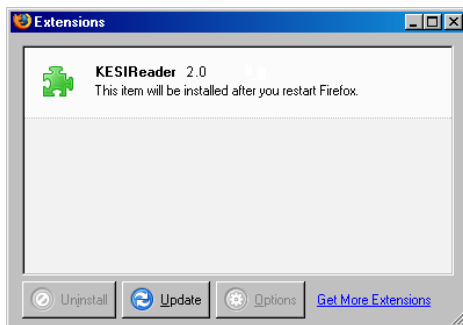 Extensions
KESIReader 2.0
This item will be installed after you restart Firefox.
Uninstall Update Options Get More Extensions